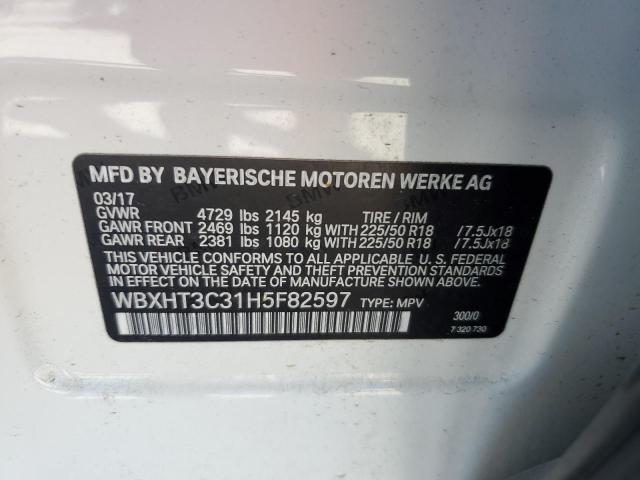 MFD BY BAYERISCHE MOTOREN WERKE AG
03/17
GVWR 4729 lbs 2145 kg TIRE / RIM
GAWR FRONT 2469 lbs 1120 kg WITH 225/50 R18 /7.5Jx18
GAWR REAR 2381 lbs 1080 kg WITH 225/50 R18 /7.5Jx18
THIS VEHICLE CONFORMS TO ALL APPLICABLE U. S. FEDERAL
MOTOR VEHICLE SAFETY, BUMPER, AND THEFT PREVENTION
STANDARDS IN EFFECT ON THE DATE OF MANUFACTURE SHOWN ABOVE.
WBXHT3C31H5F82597 TYPE: MPV
300/0
7 320 730